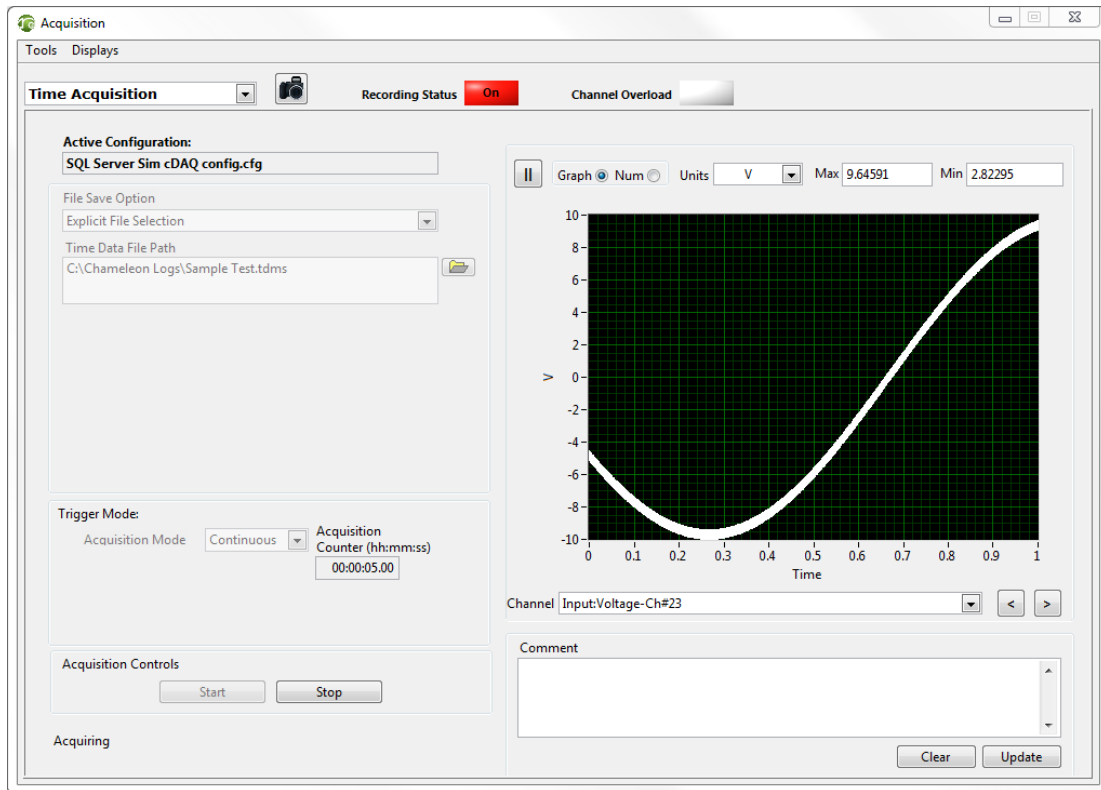 Acquisition
Tools Displays
Time Acquisition Recording Status On Channel Overload
Active Configuration:
SQL Server Sim cDAQ config.cfg
File Save Option
Explicit File Selection
Time Data File Path
C:\Chameleon Logs\Sample Test.tdms
Trigger Mode:
Acquisition Mode Continuous
Acquisition
Counter (hh:mm:ss)
00:00:05.00
Acquisition Controls
Start Stop
Acquiring
Graph Num Units V Max 9.64591 Min 2.82295
10
8
6
4
2
0
-2
-4
-6
-8
-10
V
0 0.1 0.2 0.3 0.4 0.5 0.6 0.7 0.8 0.9 1
Time
Channel Input:Voltage-Ch#23 < >
Comment
Clear Update